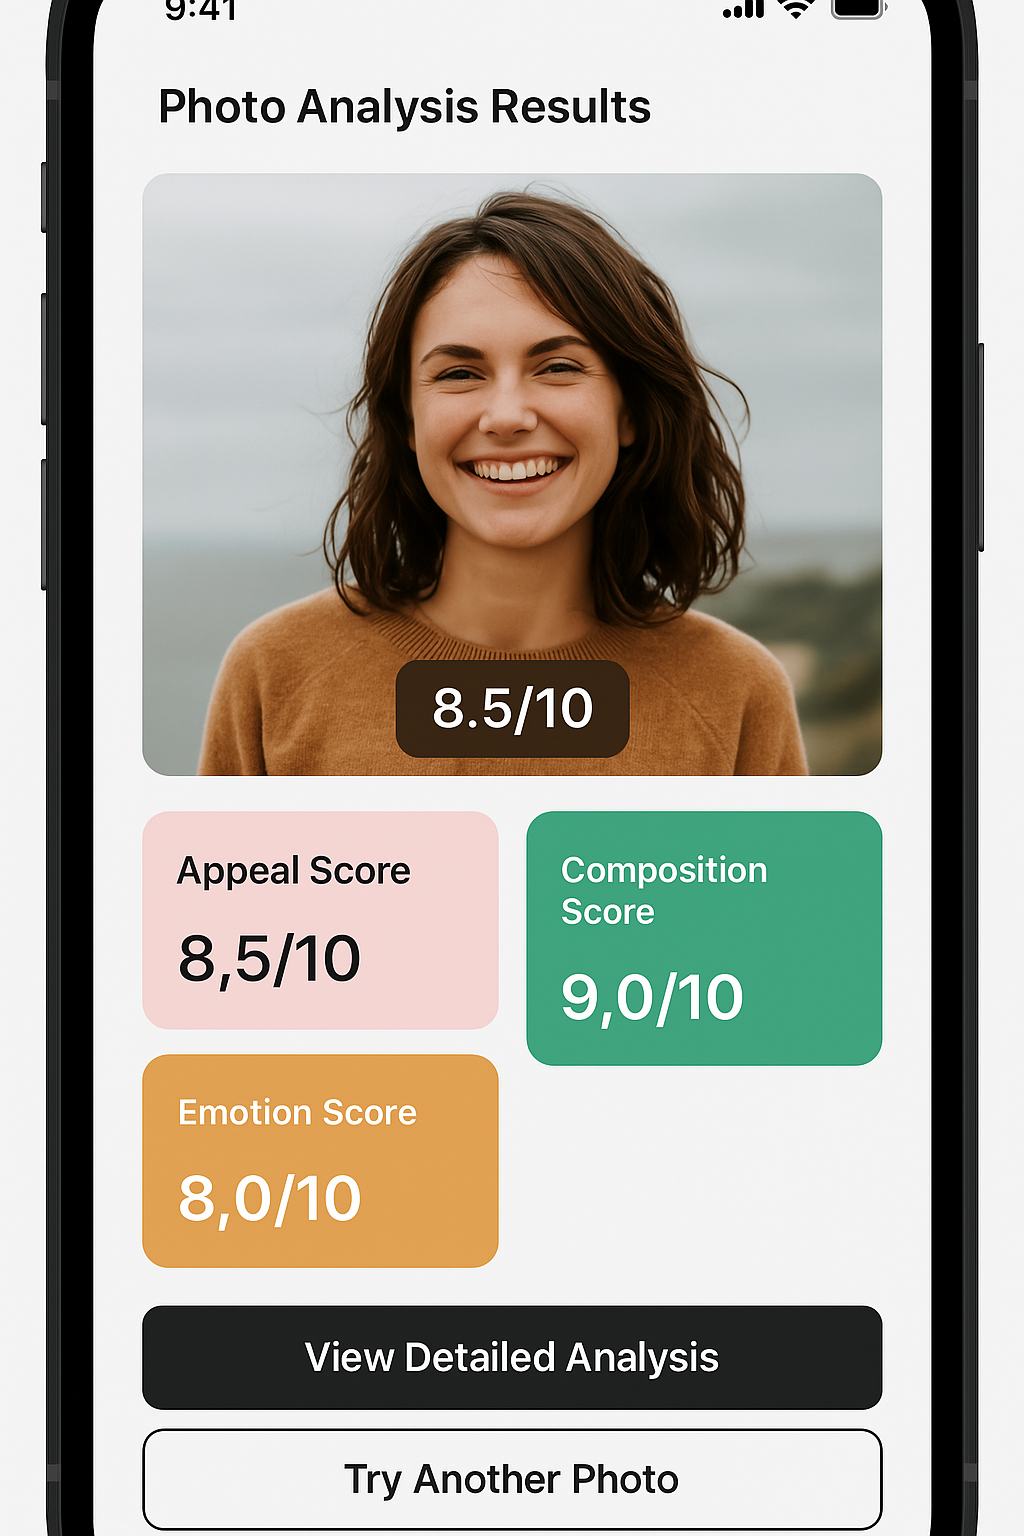 9:41
Photo Analysis Results
8.5/10
Appeal Score
8,5/10
Composition
Score
9,0/10
Emotion Score
8,0/10
View Detailed Analysis
Try Another Photo